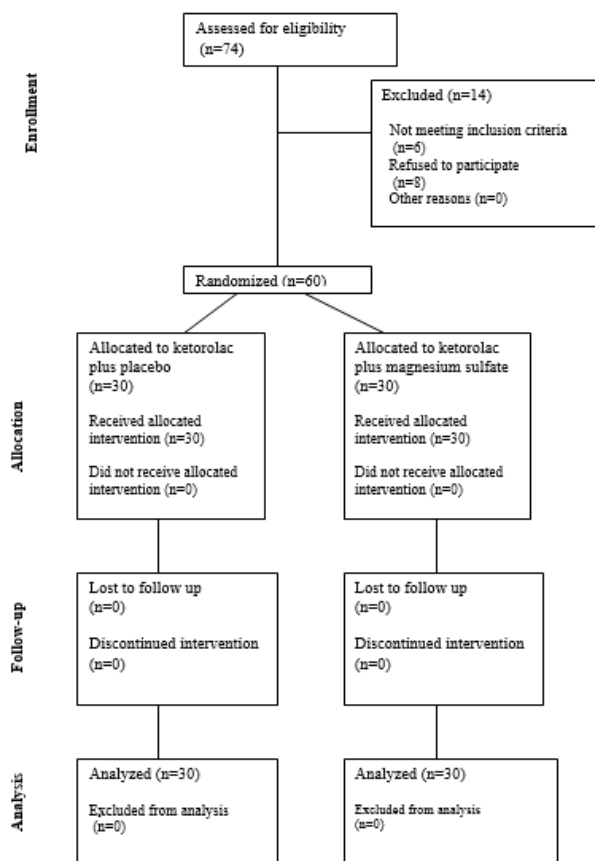 Assessed for eligibility
(n=74)
Enrollment
Excluded (n=14)
Not meeting inclusion criteria
(n=6)
Refused to participate
(n=8)
Other reasons (n=0)
Randomized (n=60)
Allocation
Allocated to ketorolac
plus placebo
(n=30)
Received allocated
intervention (n=30)
Did not receive allocated
intervention (n=0)
Allocated to ketorolac
plus magnesium sulfate
(n=30)
Received allocated
intervention (n=30)
Did not receive allocated
intervention (n=0)
Follow-up
Lost to follow up
(n=0)
Discontinued intervention
(n=0)
Lost to follow up
(n=0)
Discontinued intervention
(n=0)
Analysis
Analyzed (n=30)
Excluded from analysis
(n=0)
Analyzed (n=30)
Excluded from analysis
(n=0)